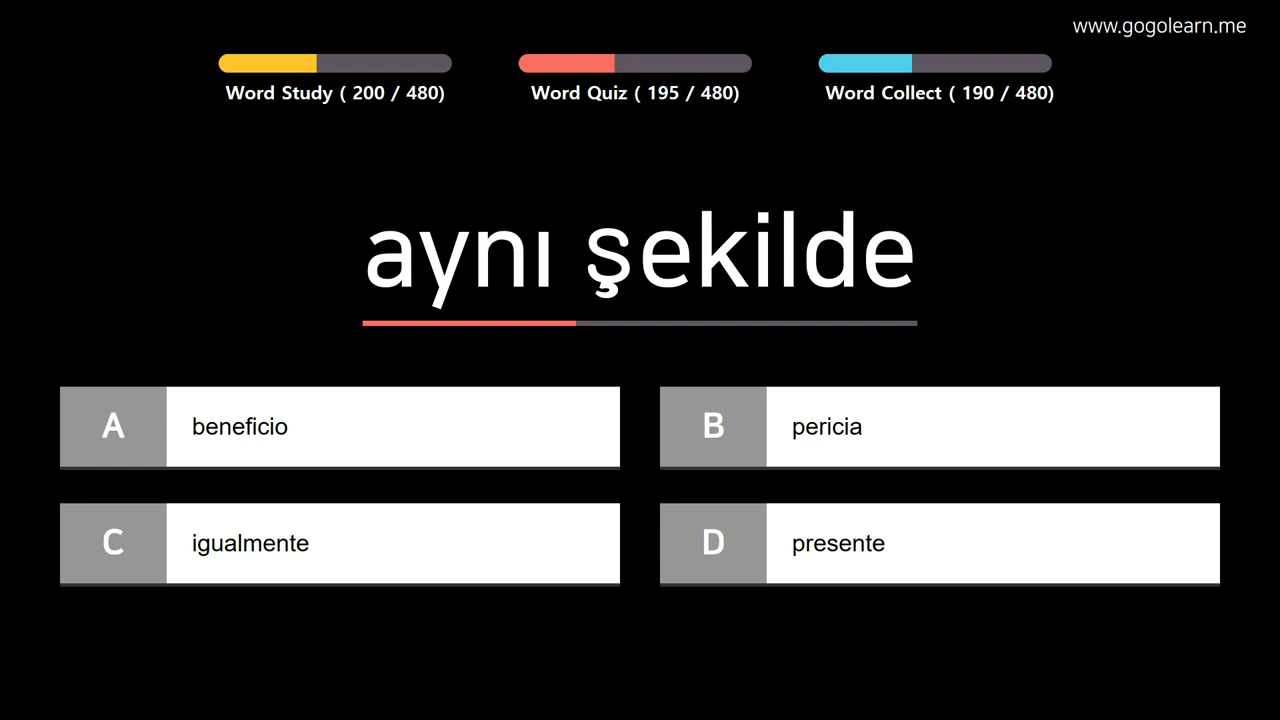 www.gogolearn.me
Word Study ( 200 / 480)
Word Quiz ( 195 / 480)
Word Collect ( 190 / 480)
aynı şekilde
A
beneficio
B
pericia
C
igualmente
D
presente